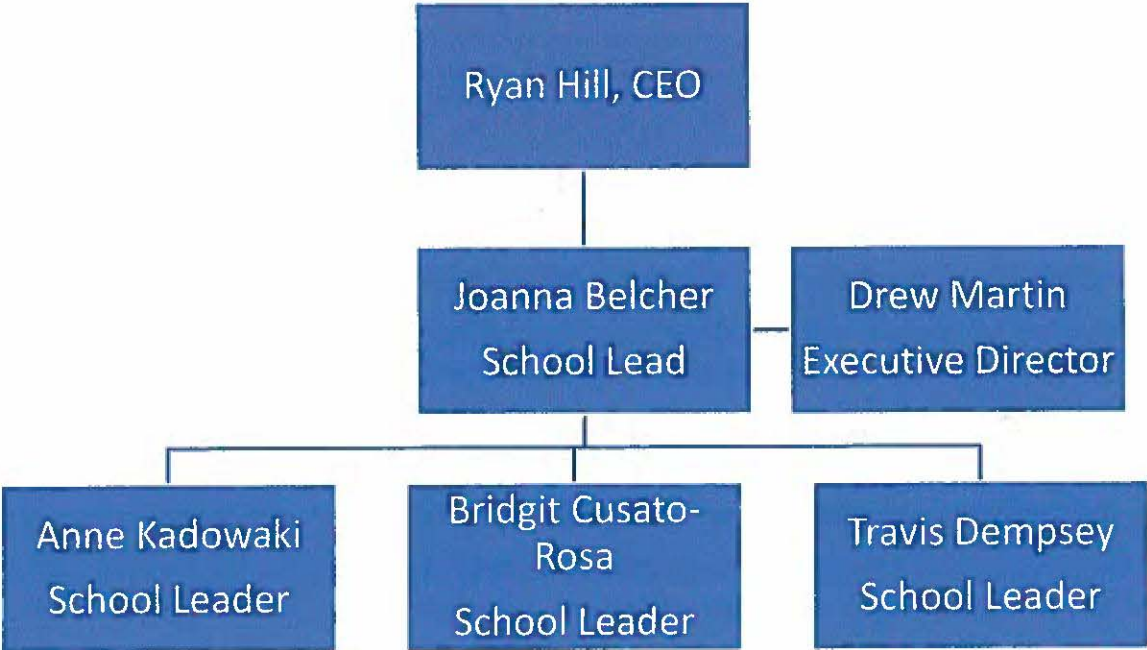 Ryan Hill, CEO
Joanna Belcher
School Lead
Drew Martin
Executive Director
Anne Kadowaki
School Leader
Bridgit Cusato-
Rosa
School Leader
Travis Dempsey
School Leader